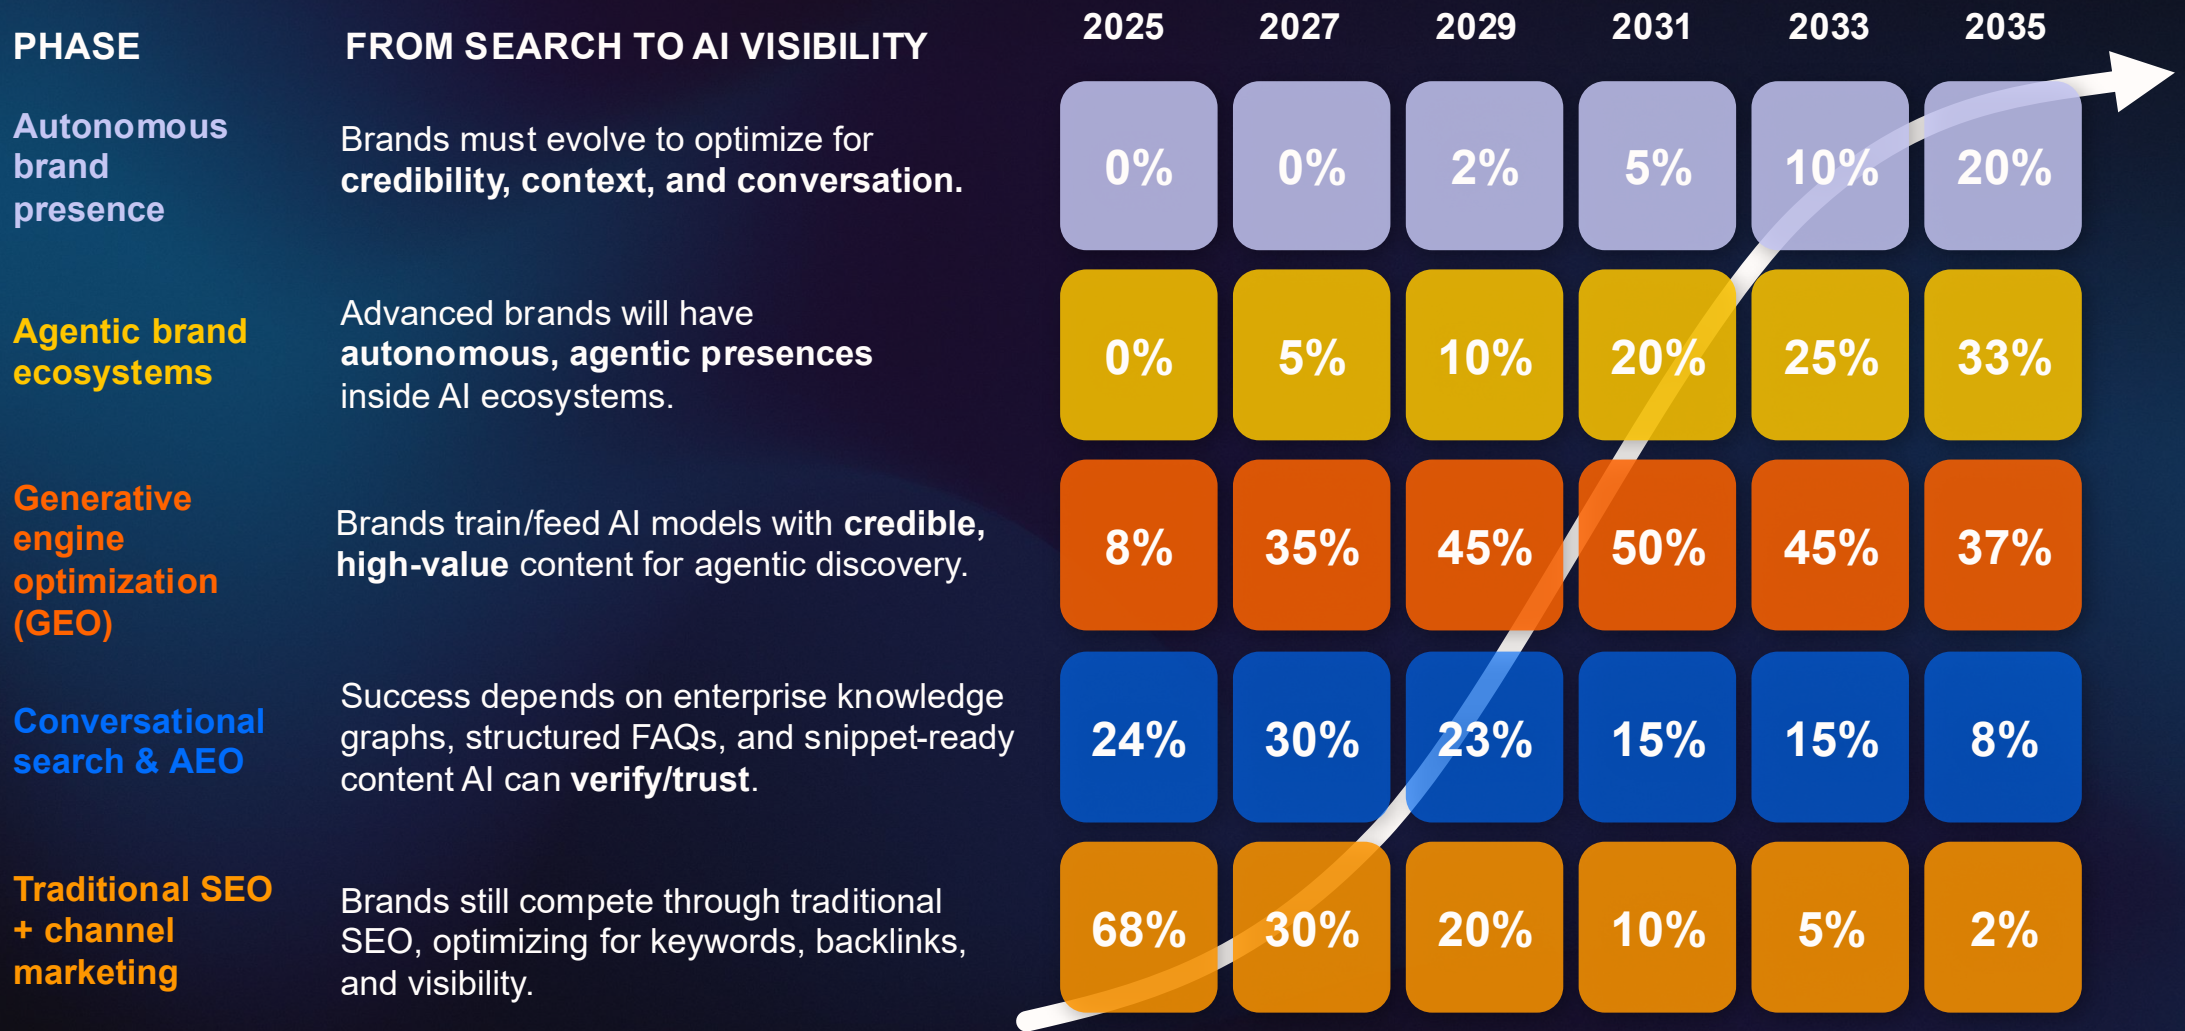 PHASE
FROM SEARCH TO AI VISIBILITY
2025 2027 2029 2031 2033 2035
Autonomous
brand
presence
Brands must evolve to optimize for
credibility, context, and conversation.
0% 0% 2% 5% 10% 20%
Agentic brand
ecosystems
Advanced brands will have
autonomous, agentic presences
inside AI ecosystems.
0% 5% 10% 20% 25% 33%
Generative
engine
optimization
(GEO)
Brands train/feed AI models with credible,
high-value content for agentic discovery.
8% 35% 45% 50% 45% 37%
Conversational
search & AEO
Success depends on enterprise knowledge
graphs, structured FAQs, and snippet-ready
content AI can verify/trust.
24% 30% 23% 15% 15% 8%
Traditional SEO
+ channel
marketing
Brands still compete through traditional
SEO, optimizing for keywords, backlinks,
and visibility.
68% 30% 20% 10% 5% 2%